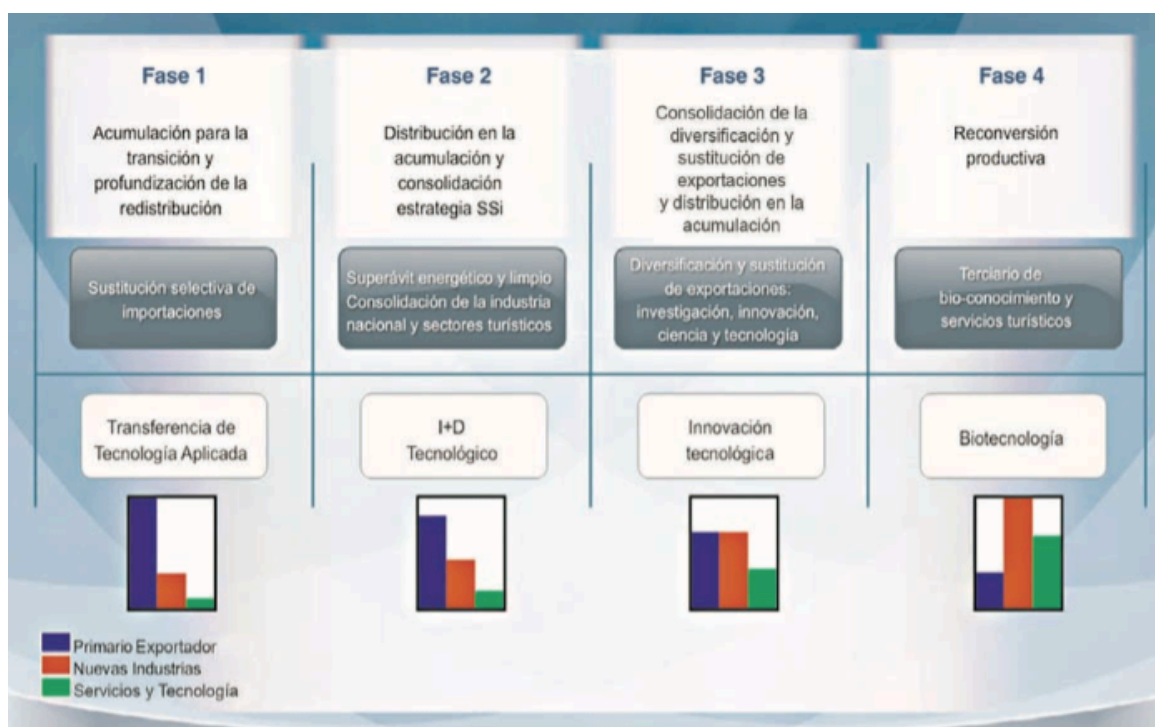 Fase 1
Acumulación para la
transición y
profundización de la
redistribución
Sustitución selectiva de
importaciones
Transferencia de
Tecnología Aplicada
Fase 2
Distribución en la
acumulación y
consolidación
estrategia SSi
Superávit energético y limpio
Consolidación de la industria
nacional y sectores turísticos
I+D
Tecnológico
Fase 3
Consolidación de la
diversificación y
sustitución de
exportaciones
y distribución en la
acumulación
Diversificación y sustitución
de exportaciones:
investigación, innovación,
ciencia y tecnología
Innovación
tecnológica
Fase 4
Reconversión
productiva
Terciario de
bio-conocimiento y
servicios turísticos
Biotecnología
Primario Exportador
Nuevas Industrias
Servicios y Tecnología